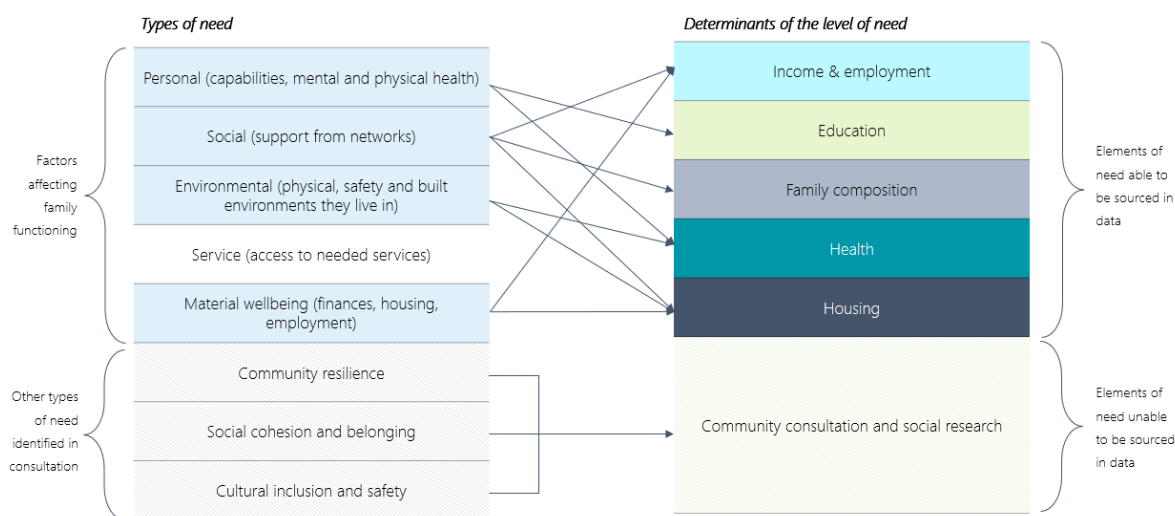 Types of need
Determinants of the level of need
Factors
affecting
family
functioning
Personal (capabilities, mental and physical health)
Social (support from networks)
Environmental (physical, safety and built
environments they live in)
Service (access to needed services)
Material wellbeing (finances, housing,
employment)
Income & employment
Education
Family composition
Health
Housing
Elements of
need able to
be sourced in
data
Other types
of need
identified in
consultation
Community resilience
Social cohesion and belonging
Cultural inclusion and safety
Community consultation and social research
Elements of
need unable
to be sourced
in data